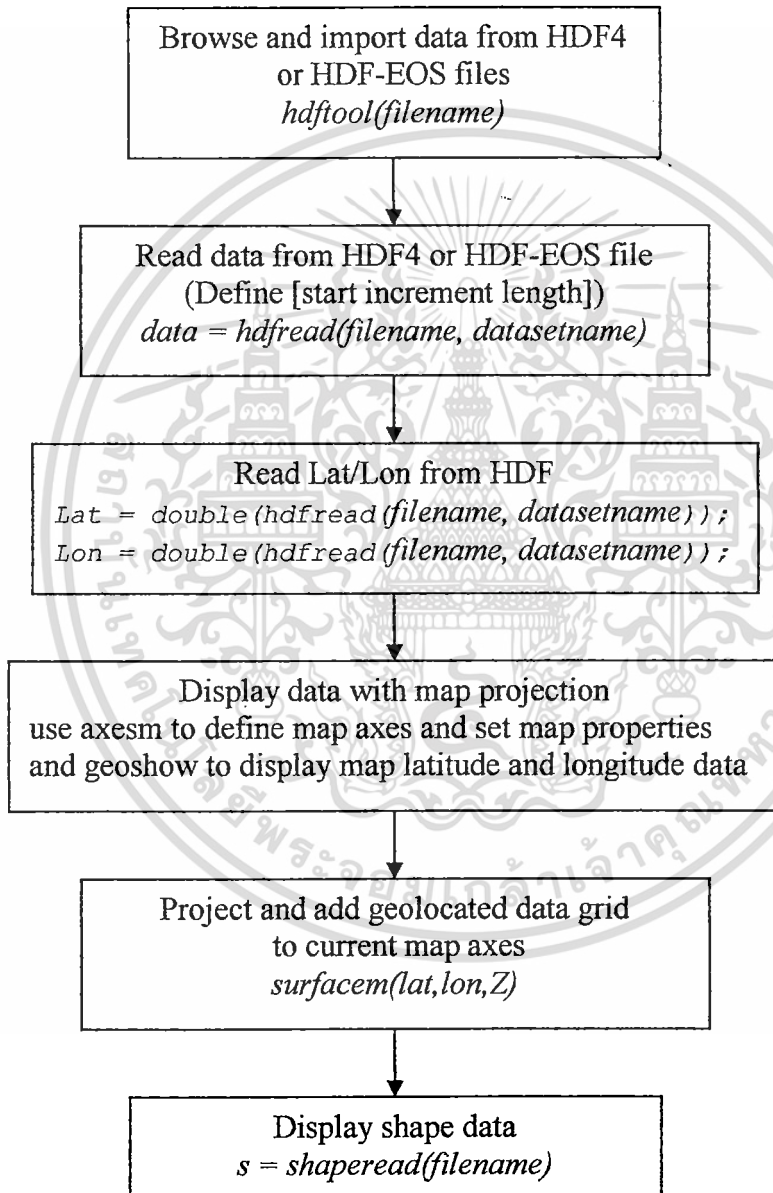 Browse and import data from HDF4
or HDF-EOS files
hdftool(filename)
Read data from HDF4 or HDF-EOS file
(Define [start increment length])
data = hdfread(filename, datasetname)
Read Lat/Lon from HDF
Lat = double(hdfread(filename, datasetname));
Lon = double(hdfread(filename, datasetname));
Display data with map projection
use axesm to define map axes and set map properties
and geoshow to display map latitude and longitude data
Project and add geolocated data grid
to current map axes
surfacem(lat,lon,Z)
Display shape data
s = shaperead(filename)